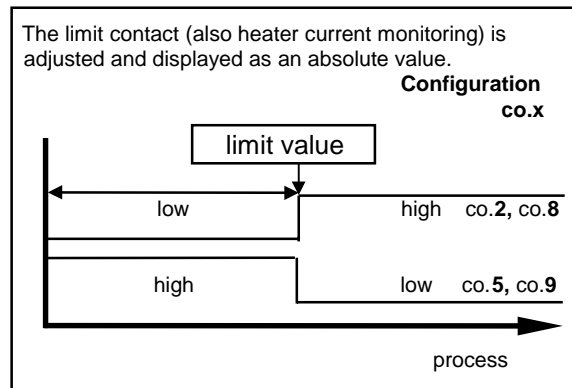 The limit contact (also heater current monitoring) is
adjusted and displayed as an absolute value.
Configuration
co.x
limit value
low high co.2, co.8
high low co.5, co.9
process